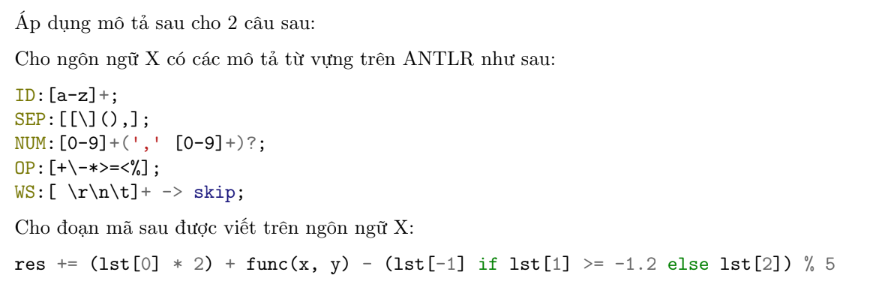 Áp dụng mô tả sau cho 2 câu sau:
Cho ngôn ngữ X có các mô tả từ vựng trên ANTLR như sau:
ID:[a-z]+;
SEP:[[\](),];
NUM:[0-9]+(',' [0-9]+)?;
OP:[+\-*>=<%];
WS:[ \r\n\t]+ -> skip;
Cho đoạn mã sau được viết trên ngôn ngữ X:
res += (lst[0] * 2) + func(x, y) - (lst[-1] if lst[1] >= -1.2 else lst[2]) % 5